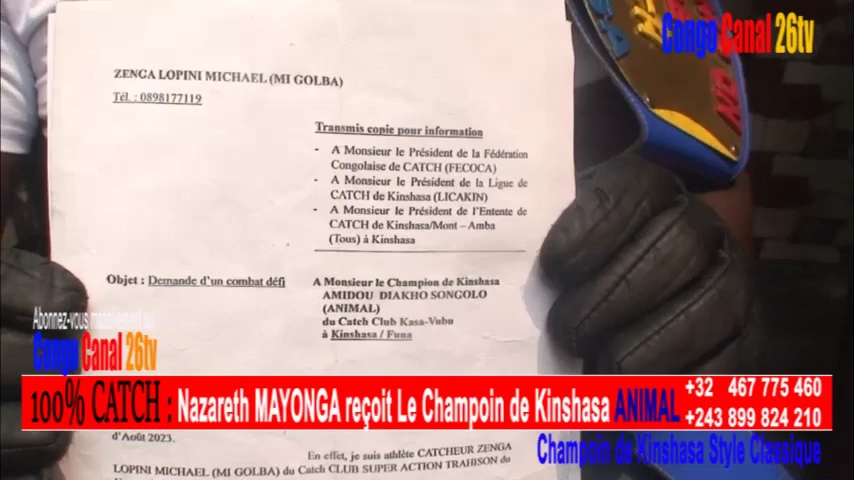 Congo Canal 26tv
ZENGA LOPINI MICHAEL (MI GOLBA)
Tél. : 0898177119
Transmis copie pour information
- A Monsieur le Président de la Fédération
Congolaise de CATCH (FECOCA)
- A Monsieur le Président de la Ligue de
CATCH de Kinshasa (LICAKIN)
- A Monsieur le Président de l'Entente de
CATCH de Kinshasa/Mont – Amba
(Tous) à Kinshasa
Objet : Demande d'un combat défi
A Monsieur le Champion de Kinshasa
AMIDOU DIAKHO SONGOLO
(ANIMAL)
du Catch Club Kasa-Vubu
à Kinshasa / Funa
Abonnez-vous
Congo Canal 26tv
100% CATCH : Nazareth MAYONGA reçoit Le Champoin de Kinshasa ANIMAL
+32 467 775 460
+243 899 824 210
Champoin de Kinshasa Style Classique
d'Août 2023.
En effet, je suis athlète CATCHEUR ZENGA
LOPINI MICHAEL (MI GOLBA) du Catch CLUB SUPER ACTION TRAHISON du